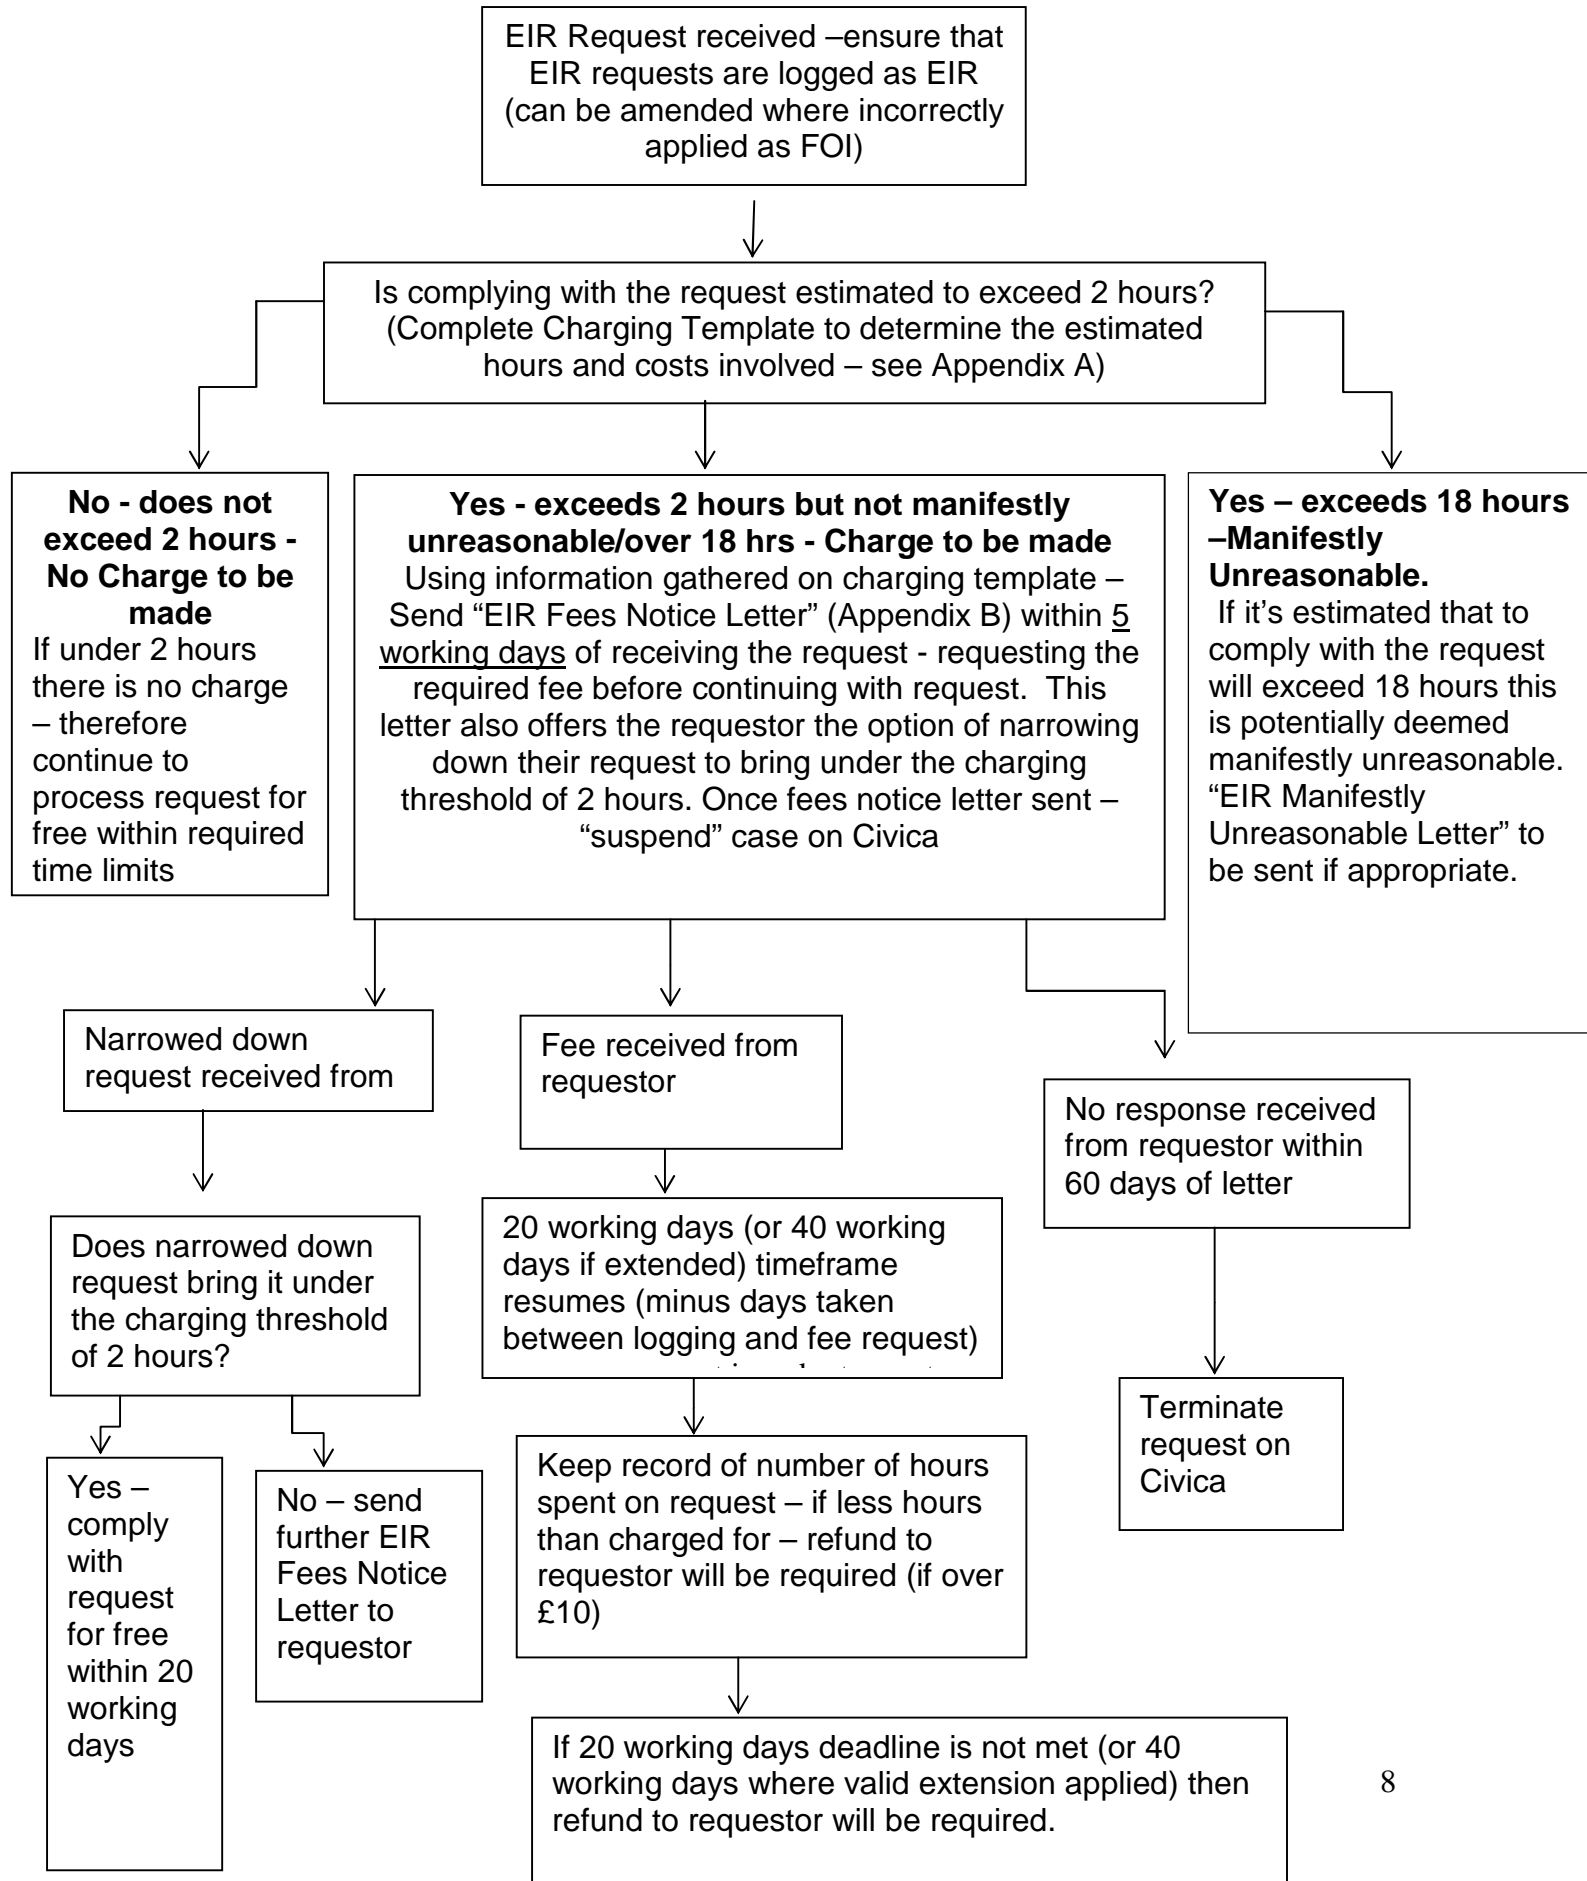 EIR Request received –ensure that
EIR requests are logged as EIR
(can be amended where incorrectly
applied as FOI)
Is complying with the request estimated to exceed 2 hours?
(Complete Charging Template to determine the estimated
hours and costs involved – see Appendix A)
No - does not
exceed 2 hours -
No Charge to be
made
If under 2 hours
there is no charge
– therefore
continue to
process request for
free within required
time limits
Yes - exceeds 2 hours but not manifestly
unreasonable/over 18 hrs - Charge to be made
Using information gathered on charging template –
Send “EIR Fees Notice Letter” (Appendix B) within 5
working days of receiving the request - requesting the
required fee before continuing with request. This
letter also offers the requestor the option of narrowing
down their request to bring under the charging
threshold of 2 hours. Once fees notice letter sent –
“suspend” case on Civica
Yes – exceeds 18 hours
–Manifestly
Unreasonable.
If it’s estimated that to
comply with the request
will exceed 18 hours this
is potentially deemed
manifestly unreasonable.
“EIR Manifestly
Unreasonable Letter” to
be sent if appropriate.
Narrowed down
request received from
Fee received from
requestor
No response received
from requestor within
60 days of letter
Does narrowed down
request bring it under
the charging threshold
of 2 hours?
20 working days (or 40 working
days if extended) timeframe
resumes (minus days taken
between logging and fee request)
Terminate
request on
Civica
Yes –
comply
with
request
for free
within 20
working
days
No – send
further EIR
Fees Notice
Letter to
requestor
Keep record of number of hours
spent on request – if less hours
than charged for – refund to
requestor will be required (if over
£10)
If 20 working days deadline is not met (or 40
working days where valid extension applied) then
refund to requestor will be required.
8